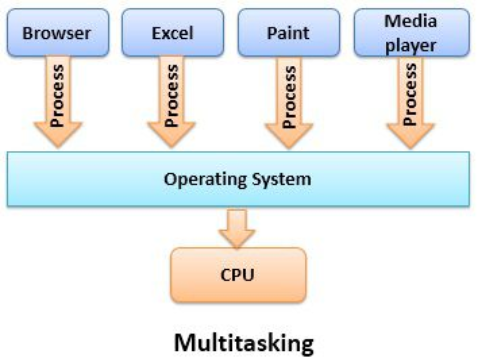 Browser
Excel
Paint
Media
player
Process
Process
Process
Process
Operating System
CPU
Multitasking